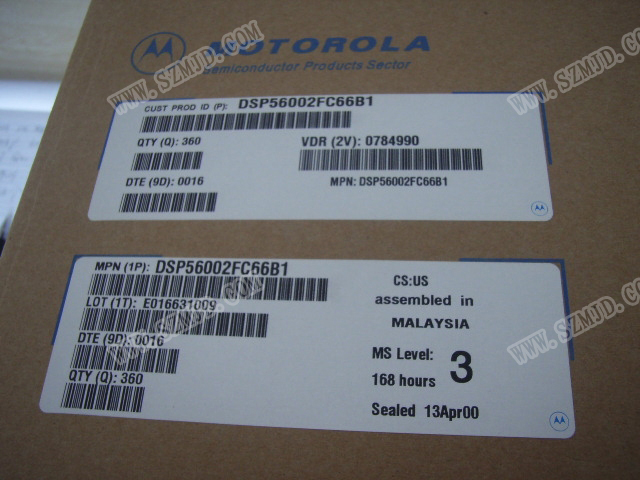 MOTOROLA
Semiconductor Products Sector
CUST PROD ID (P): DSP56002FC66B1
QTY (Q): 360
VDR (2V): 0784990
DTE (9D): 0016
MPN: DSP56002FC66B1
MPN (1P): DSP56002FC66B1
LOT (1T): E016631009
DTE (9D): 0016
QTY (Q): 360
CS:US
assembled in
MALAYSIA
MS Level: 3
168 hours
Sealed 13Apr00
WWW.SZMJD.COM
WWW.SZMJD.COM
WWW.SZMJD.COM
WWW.SZMJD.COM